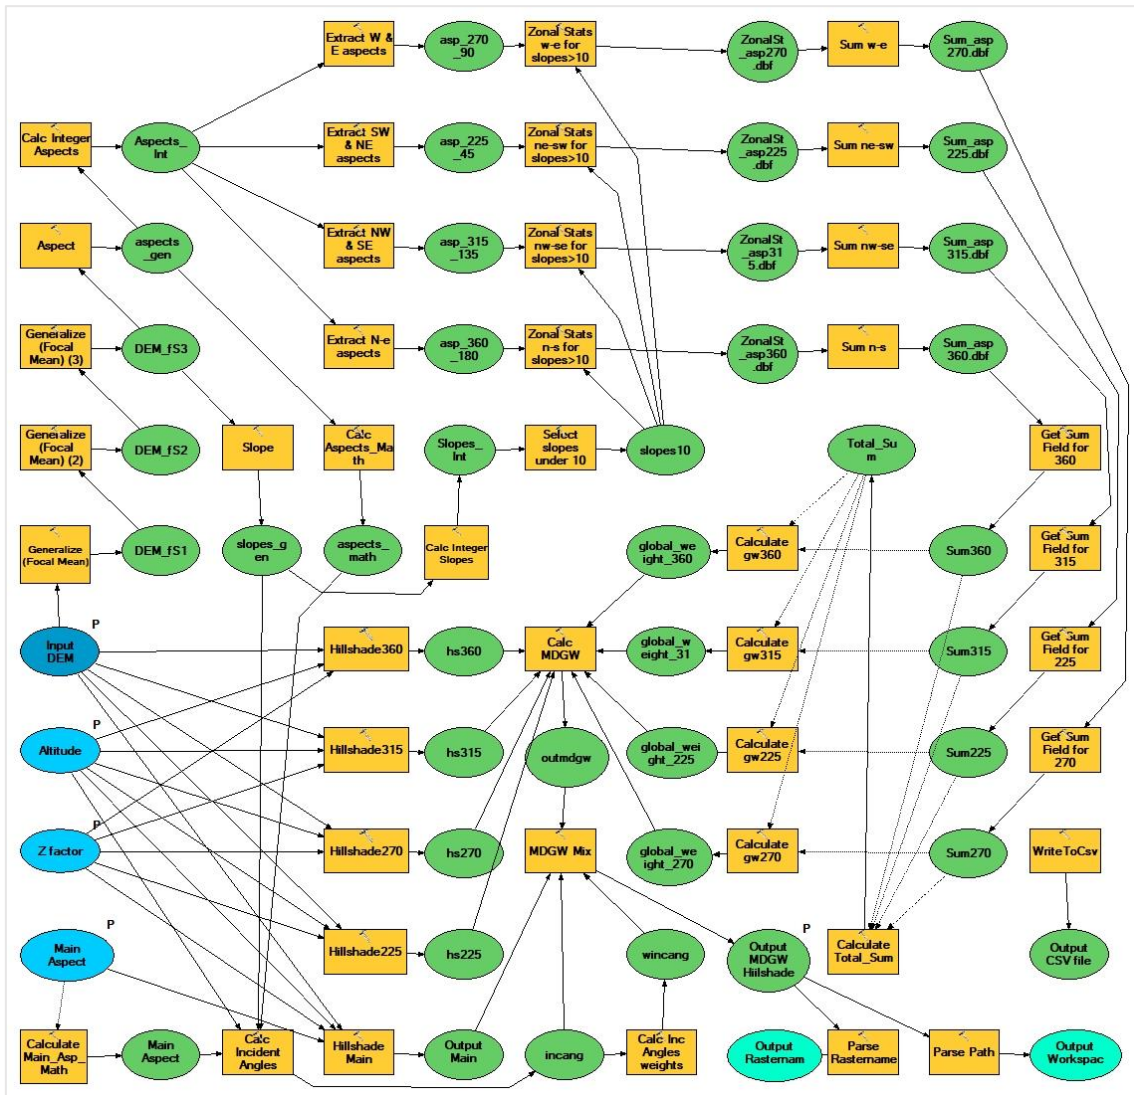 Extract W &
E aspects
asp_270
_90
Zonal Stats
w-e for
slopes>10
ZonalSt
_asp270
.dbf
Sum w-e
Sum_asp
270.dbf
Calc Integer
Aspects
Aspects_
Int
Extract SW
& NE
aspects
asp_225
_45
Zonal Stats
ne-sw for
slopes>10
ZonalSt
_asp225
.dbf
Sum ne-sw
Sum_asp
225.dbf
Aspect
aspects
_gen
Extract NW
& SE
aspects
asp_315
_135
Zonal Stats
nw-se for
slopes>10
ZonalSt
_asp31
5.dbf
Sum nw-se
Sum_asp
315.dbf
Generalize
(Focal
Mean) (3)
DEM_fS3
Extract N-e
aspects
asp_360
_180
Zonal Stats
n-s for
slopes>10
ZonalSt
_asp360
.dbf
Sum n-s
Sum_asp
360.dbf
Generalize
(Focal
Mean) (2)
DEM_fS2
Slope
Calc
Aspects_Ma
th
Slopes_
Int
Select
slopes
under 10
slopes10
Total_Su
m
Get Sum
Field for
360
Generalize
(Focal Mean)
DEM_fS1
slopes_g
en
aspects_
math
Calc Integer
Slopes
global_we
ight_360
Calculate
gw360
Sum360
Get Sum
Field for
315
P
Input
DEM
Hillshade360
hs360
Calc
MDGW
global_w
eight_31
Calculate
gw315
Sum315
Get Sum
Field for
225
P
Altitude
Hillshade315
hs315
outmdgw
global_wei
ght_225
Calculate
gw225
Sum225
Get Sum
Field for
270
P
Z factor
Hillshade270
hs270
MDGW Mix
global_we
ight_270
Calculate
gw270
Sum270
WriteToCsv
P
Main
Aspect
Hillshade225
hs225
wincang
P
Output
MDGW
Hiilshade
Calculate
Total_Sum
Output
CSV file
Calculate
Main_Asp_
Math
Main
Aspect
Calc
Incident
Angles
Hillshade
Main
Output
Main
incang
Calc Inc
Angles
weights
Output
Rasternam
Parse
Rastername
Parse Path
Output
Workspac